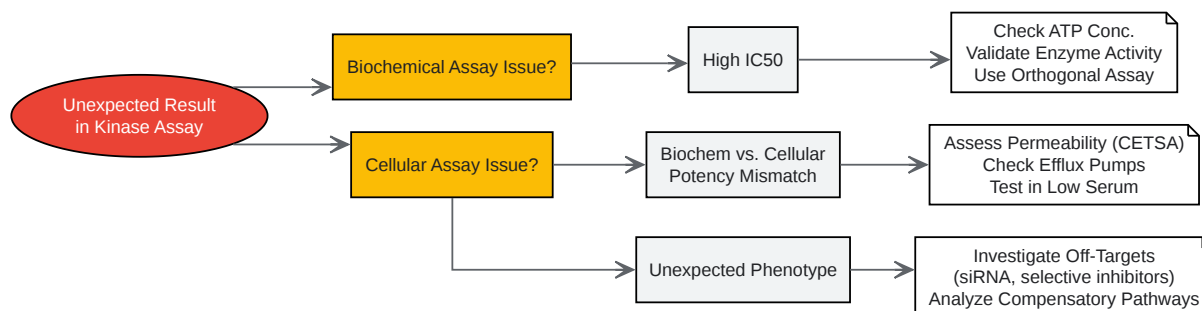 Unexpected Result
in Kinase Assay
Biochemical Assay Issue?
High IC50
Check ATP Conc.
Validate Enzyme Activity
Use Orthogonal Assay
Cellular Assay Issue?
Biochem vs. Cellular
Potency Mismatch
Assess Permeability (CETSA)
Check Efflux Pumps
Test in Low Serum
Unexpected Phenotype
Investigate Off-Targets
(siRNA, selective inhibitors)
Analyze Compensatory Pathways